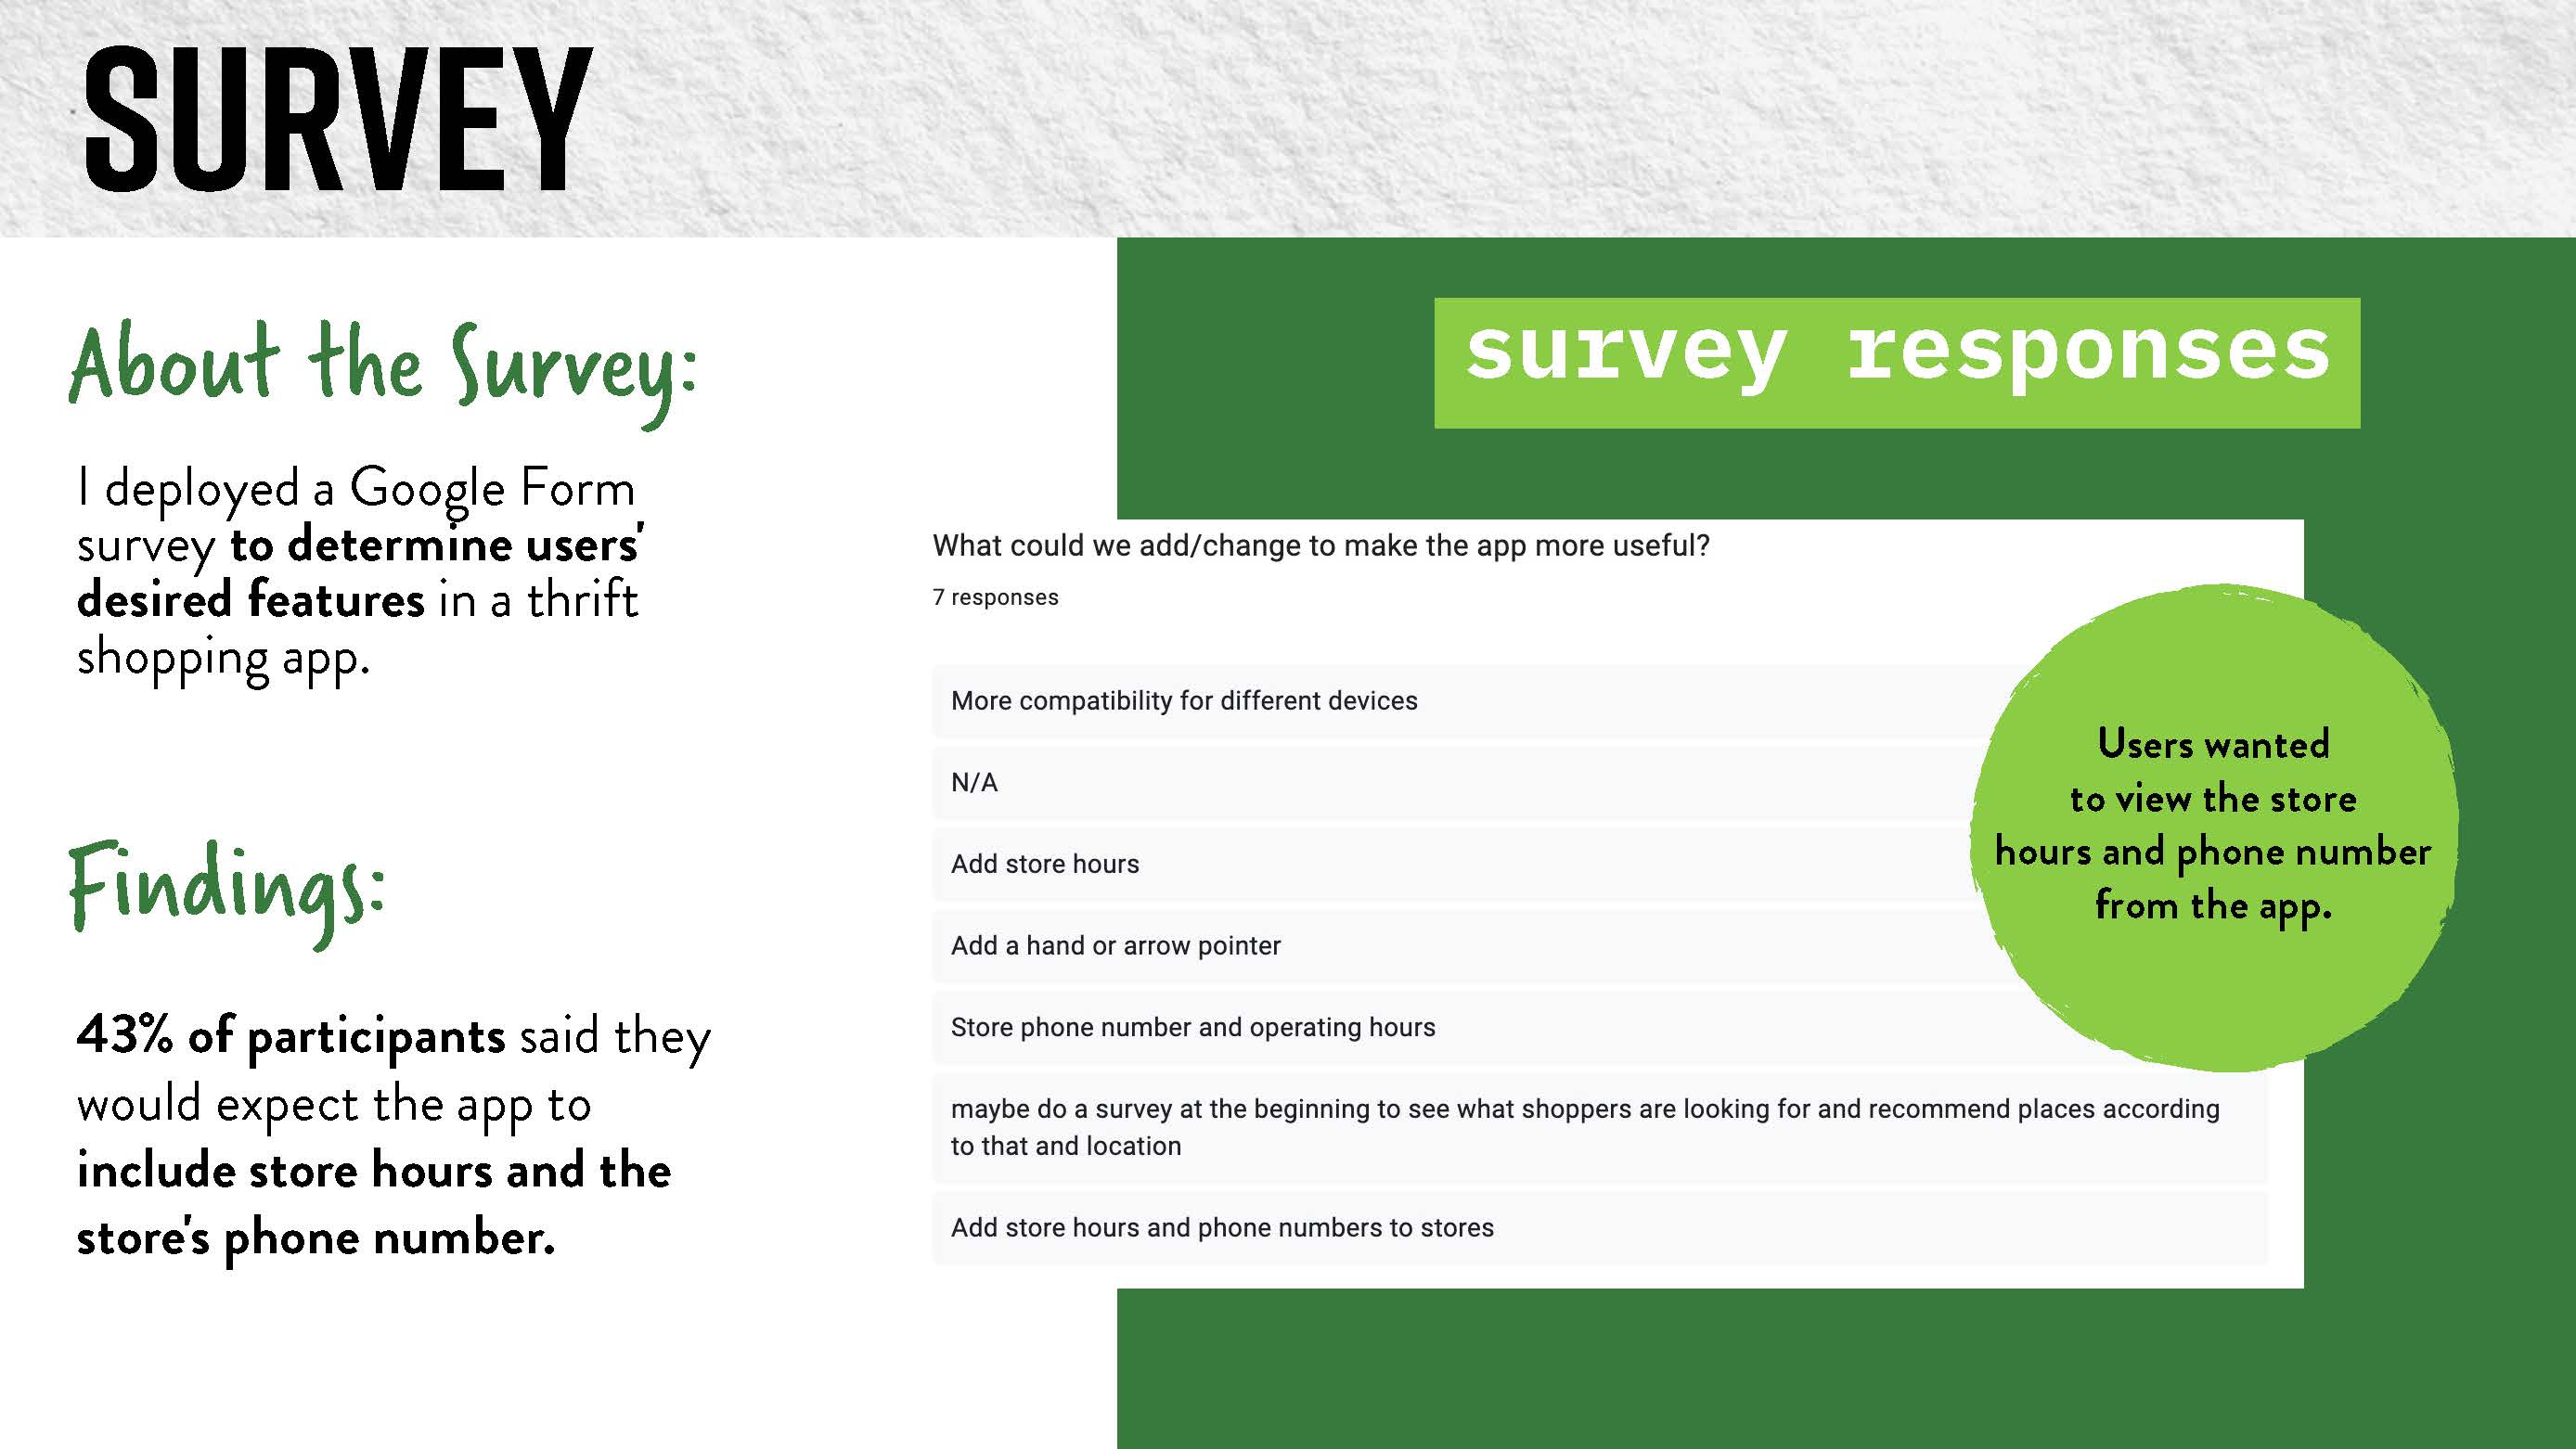 SURVEY
About the Survey:
I deployed a Google Form
survey to determine users'
desired features in a thrift
shopping app.
Findings:
43% of participants said they
would expect the app to
include store hours and the
store's phone number.
survey responses
What could we add/change to make the app more useful?
7 responses
More compatibility for different devices
N/A
Add store hours
Add a hand or arrow pointer
Store phone number and operating hours
maybe do a survey at the beginning to see what shoppers are looking for and recommend places according
to that and location
Add store hours and phone numbers to stores
Users wanted
to view the store
hours and phone number
from the app.